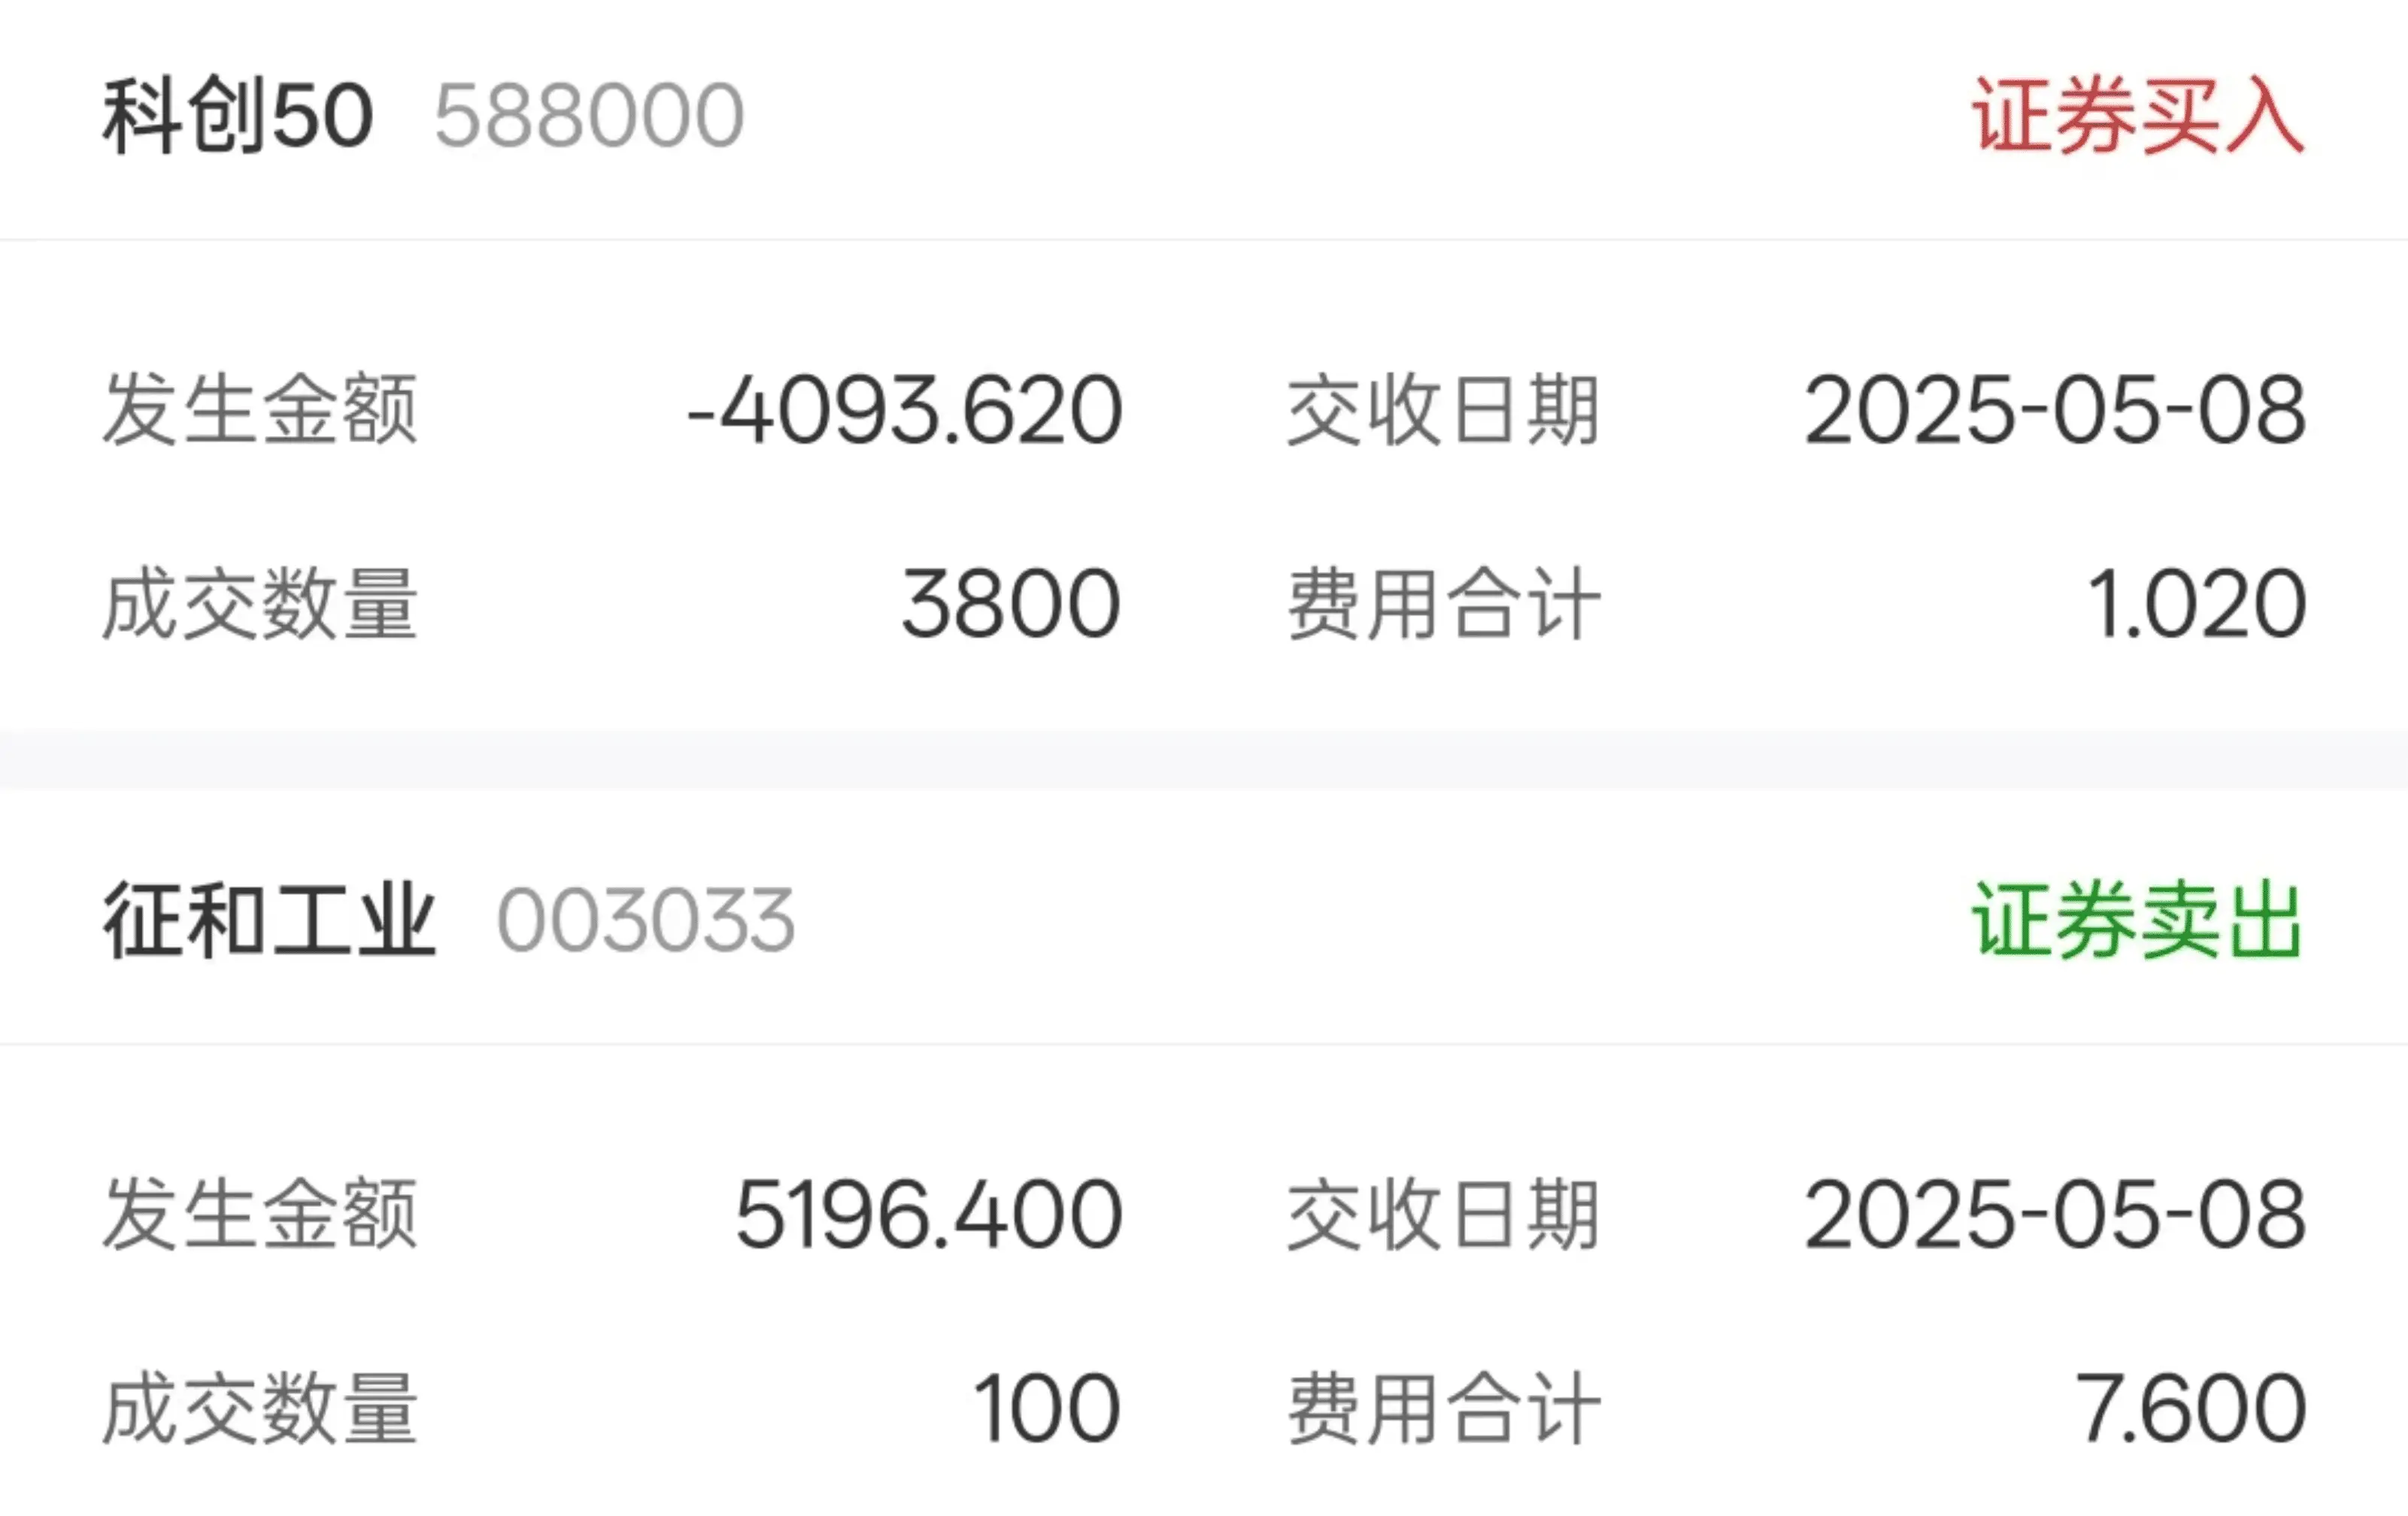 科创50 588000 证券买入
发生金额 -4093.620 交收日期 2025-05-08
成交数量 3800 费用合计 1.020
征和工业 003033 证券卖出
发生金额 5196.400 交收日期 2025-05-08
成交数量 100 费用合计 7.600